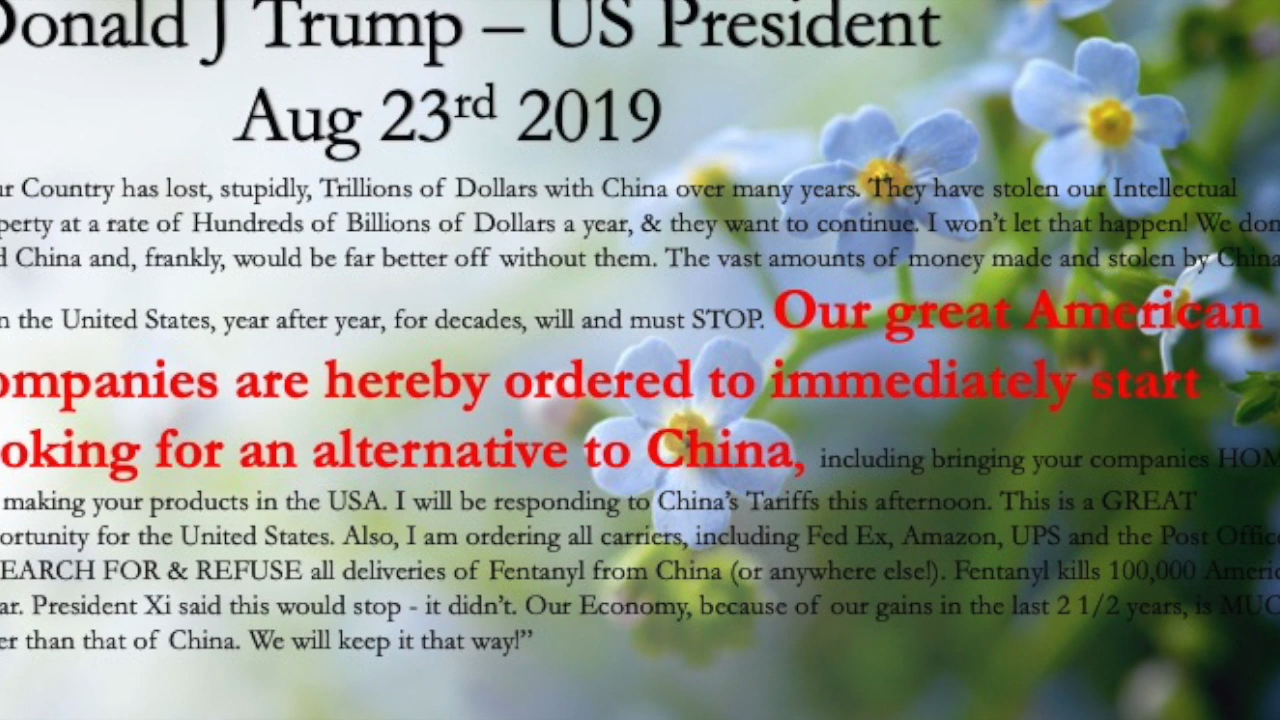 Donald J Trump – US President
Aug 23rd 2019
ur Country has lost, stupidly, Trillions of Dollars with China over many years. They have stolen our Intellectual
perty at a rate of Hundreds of Billions of Dollars a year, & they want to continue. I won't let that happen! We don
d China and, frankly, would be far better off without them. The vast amounts of money made and stolen by China
n the United States, year after year, for decades, will and must STOP. Our great American
ompanies are hereby ordered to immediately start
oking for an alternative to China, including bringing your companies HOM
making your products in the USA. I will be responding to China's Tariffs this afternoon. This is a GREAT
ortunity for the United States. Also, I am ordering all carriers, including Fed Ex, Amazon, UPS and the Post Office
EARCH FOR & REFUSE all deliveries of Fentanyl from China (or anywhere else!). Fentanyl kills 100,000 Americ
ar. President Xi said this would stop - it didn't. Our Economy, because of our gains in the last 2 1/2 years, is MUC
er than that of China. We will keep it that way!”